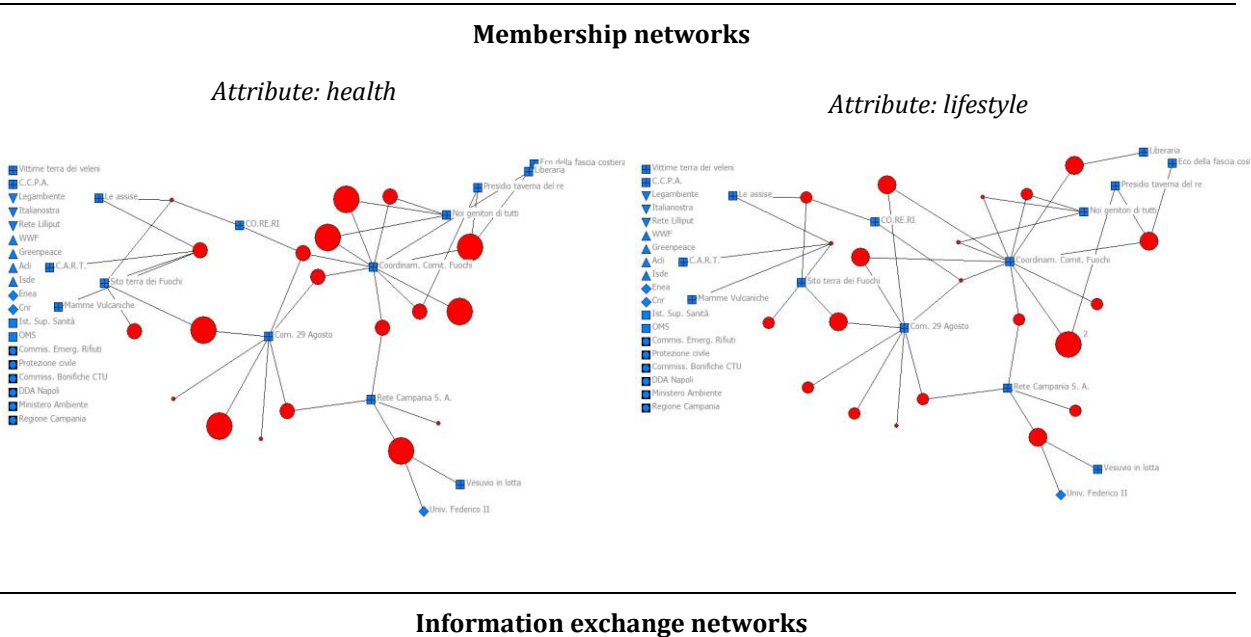 Membership networks
Attribute: health
Attribute: lifestyle
Vittime terra dei veleni
C.C.P.A.
Legambiente
Italianostra
Rete Lilliput
WWF
Greenpeace
Acli
C.A.R.T.
Isde
Enea
Cnr
Ist. Sup. Sanità
OMS
Commis. Emerg. Rifiuti
Protezione civile
Commiss. Bonifiche CTU
DDA Napoli
Ministero Ambiente
Regione Campania
Le assise
CO.RE.RI
Sito terra dei Fuochi
Mamme Vulcaniche
Com. 29 Agosto
Eco della fascia costiera
Liberaria
Presidio taverna del re
Noi genitori di tutti
Coordinam. Comit. Fuochi
Rete Campania S. A.
Vesuvio in lotta
Univ. Federico II
Vittime terra dei veleni
C.C.P.A.
Legambiente
Italianostra
Rete Lilliput
WWF
Greenpeace
Acli
C.A.R.T.
Isde
Enea
Cnr
Ist. Sup. Sanità
OMS
Commis. Emerg. Rifiuti
Protezione civile
Commiss. Bonifiche CTU
DDA Napoli
Ministero Ambiente
Regione Campania
Le assise
CO.RE.RI
Sito terra dei Fuochi
Mamme Vulcaniche
Com. 29 Agosto
Liberaria
Eco della fascia cost
Presidio taverna del re
Noi genitori di tutti
Coordinam. Comit. Fuochi
2
Rete Campania S. A.
Vesuvio in lotta
Univ. Federico II
Information exchange networks